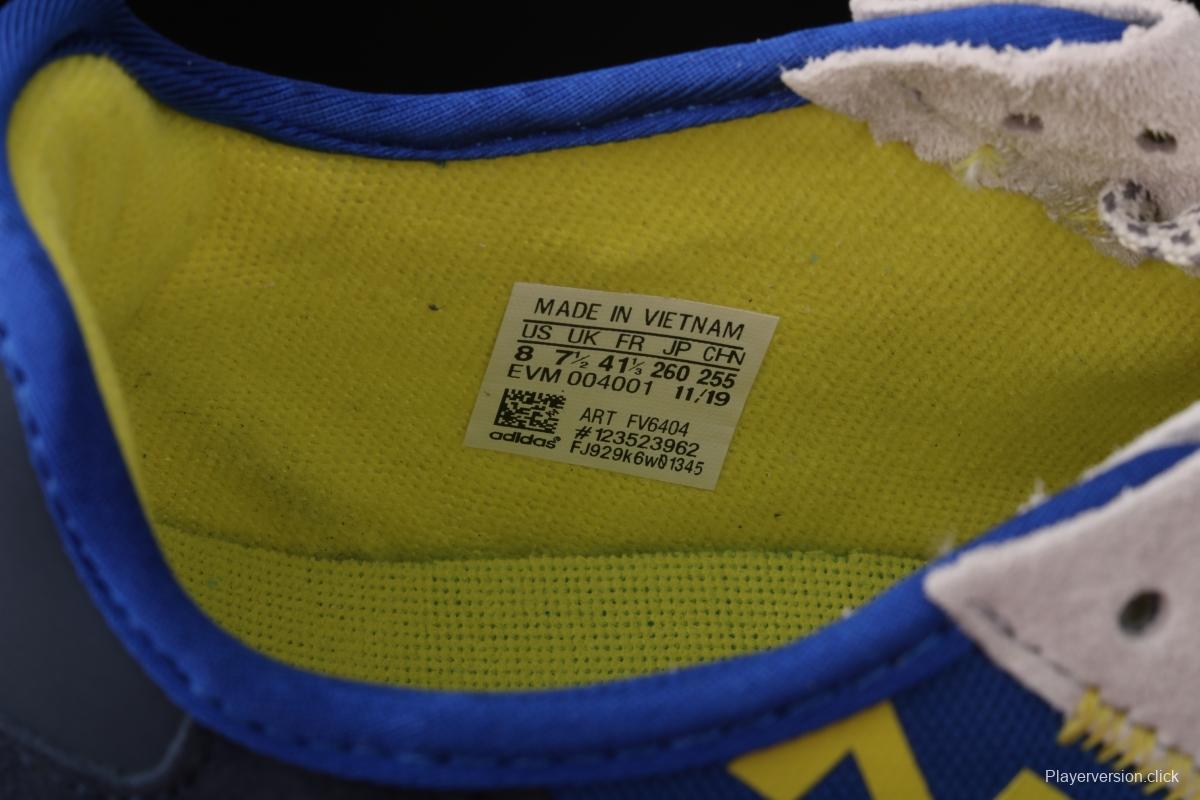 MADE IN VIETNAM
US UK FR JP CHN
8 7½ 41⅓ 260 255
EVM 004001 11/19
ART FV6404
#123523962
adidas® FJ929k6w01345
Playerversion.click